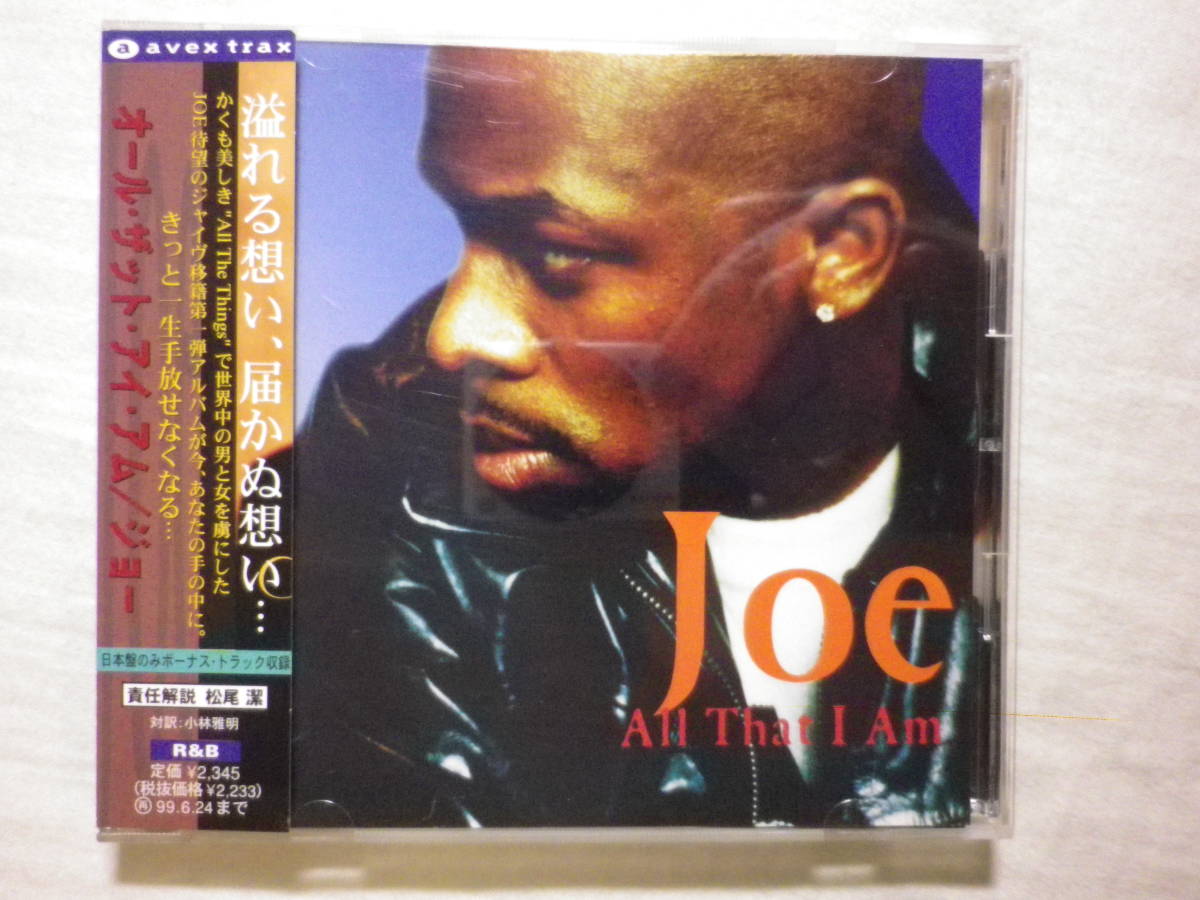 a avex trax
溢れる想い、届かぬ想い…
かくも美しき"All The Things"で世界中の男と女を虜にした
JOE待望のジャイヴ移籍第一弾アルバムが今、あなたの手の中に。
きっと一生手放せなくなる…
オール・ザット・アイ・アム/ジョー
日本盤のみボーナス・トラック収録
責任解説 松尾 潔
対訳:小林雅明
R&B
定価 ¥2,345
(税抜価格¥2,233)
再 99.6.24まで
Joe
All That I Am